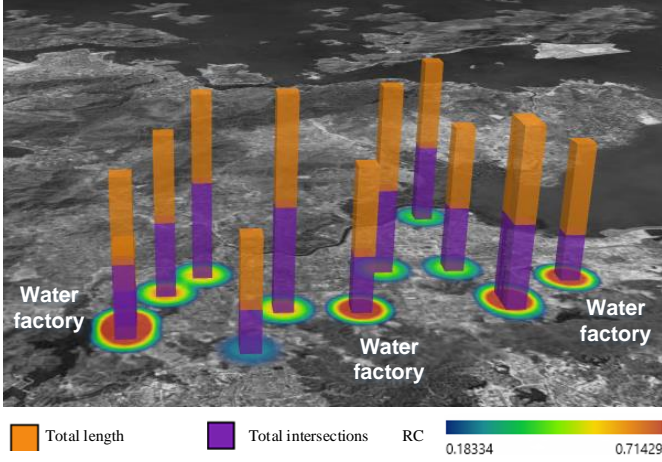 Water
factory
Water
factory
Water
factory
Total length
Total intersections
RC
0.18334
0.71429